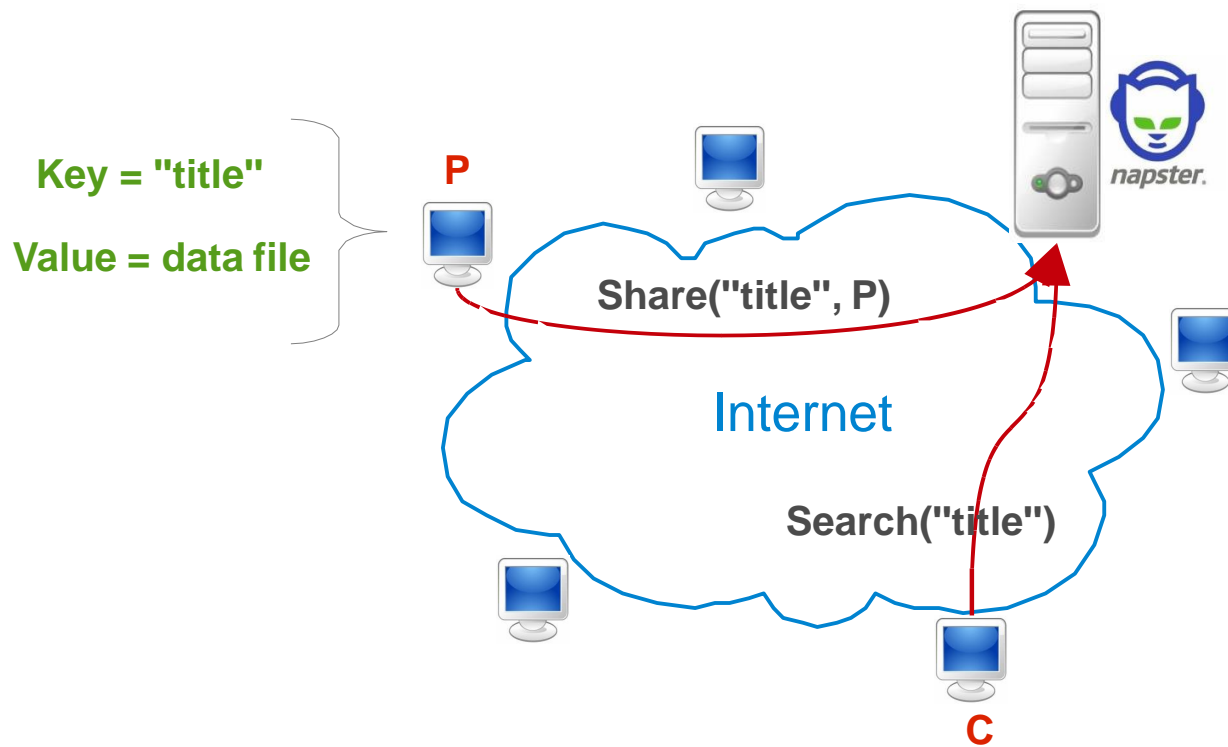 Key = "title"
Value = data file
P
napster.
Share("title", P)
Internet
Search("title")
C